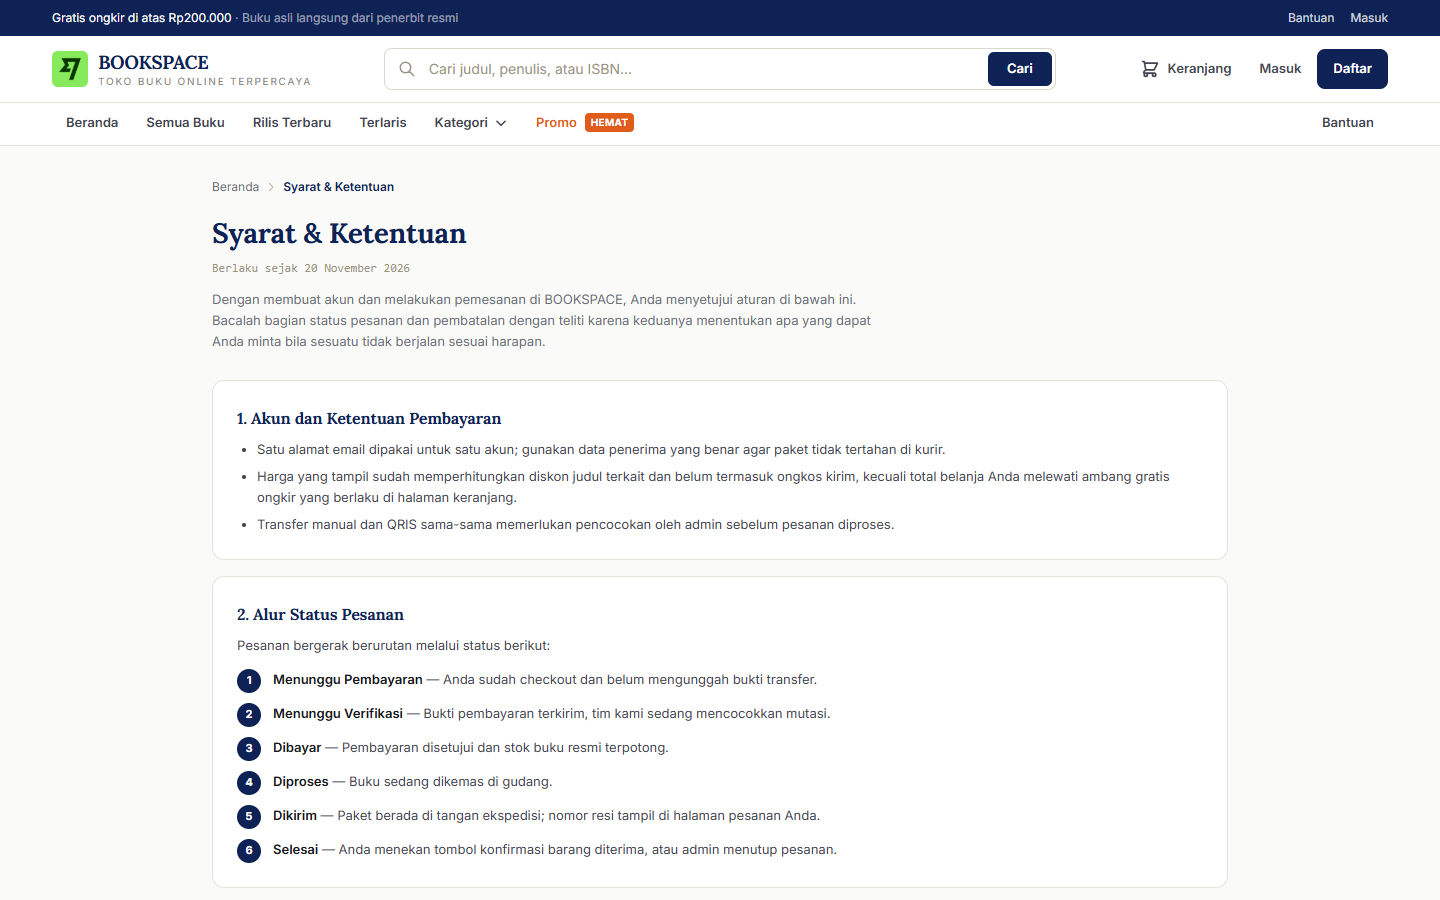 Gratis ongkir di atas Rp200.000 · Buku asli langsung dari penerbit resmi
Bantuan Masuk
BOOKSPACE
TOKO BUKU ONLINE TERPERCAYA
Cari judul, penulis, atau ISBN...
Cari
Keranjang
Masuk
Daftar
Beranda Semua Buku Rilis Terbaru Terlaris Kategori Promo HEMAT Bantuan
Beranda > Syarat & Ketentuan
Syarat & Ketentuan
Berlaku sejak 20 November 2026
Dengan membuat akun dan melakukan pemesanan di BOOKSPACE, Anda menyetujui aturan di bawah ini.
Bacalah bagian status pesanan dan pembatalan dengan teliti karena keduanya menentukan apa yang dapat
Anda minta bila sesuatu tidak berjalan sesuai harapan.
1. Akun dan Ketentuan Pembayaran
• Satu alamat email dipakai untuk satu akun; gunakan data penerima yang benar agar paket tidak tertahan di kurir.
• Harga yang tampil sudah memperhitungkan diskon judul terkait dan belum termasuk ongkos kirim, kecuali total belanja Anda melewati ambang gratis
ongkir yang berlaku di halaman keranjang.
• Transfer manual dan QRIS sama-sama memerlukan pencocokan oleh admin sebelum pesanan diproses.
2. Alur Status Pesanan
Pesanan bergerak berurutan melalui status berikut:
1 Menunggu Pembayaran — Anda sudah checkout dan belum mengunggah bukti transfer.
2 Menunggu Verifikasi — Bukti pembayaran terkirim, tim kami sedang mencocokkan mutasi.
3 Dibayar — Pembayaran disetujui dan stok buku resmi terpotong.
4 Diproses — Buku sedang dikemas di gudang.
5 Dikirim — Paket berada di tangan ekspedisi; nomor resi tampil di halaman pesanan Anda.
6 Selesai — Anda menekan tombol konfirmasi barang diterima, atau admin menutup pesanan.